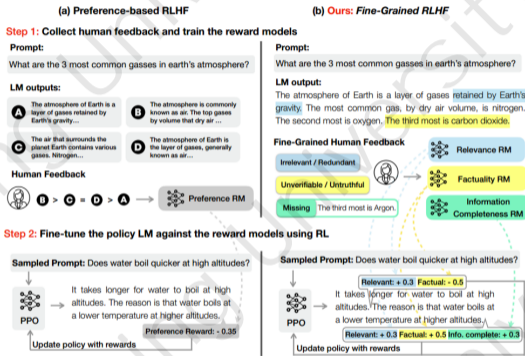 (a) Preference-based RLHF
(b) Ours: Fine-Grained RLHF
Step 1: Collect human feedback and train the reward models
Prompt:
What are the 3 most common gasses in earth's atmosphere?
LM outputs:
A
The atmosphere of Earth is a
layer of gases retained by
Earth's gravity...
B
The atmosphere is commonly
known as air. The top gases
by volume that dry air ...
C
The air that surrounds the
planet Earth contains various
gases. Nitrogen...
D
The atmosphere of Earth is
the layer of gases, generally
known as air...
Human Feedback
B > C = D > A
Preference RM
Prompt:
What are the 3 most common gasses in earth's atmosphere?
LM output:
The atmosphere of Earth is a layer of gases retained by Earth's
gravity. The most common gas, by dry air volume, is nitrogen.
The second most is oxygen. The third most is carbon dioxide.
Fine-Grained Human Feedback
Irrelevant / Redundant
Unverifiable / Untruthful
Missing The third most is Argon.
Relevance RM
Factuality RM
Information
Completeness RM
Step 2: Fine-tune the policy LM against the reward models using RL
Sampled Prompt: Does water boil quicker at high altitudes?
It takes longer for water to boil at high
altitudes. The reason is that water boils at
a lower temperature at higher altitudes.
PPO
Preference Reward: - 0.35
Update policy with rewards
Sampled Prompt: Does water boil quicker at high altitudes?
Relevant: + 0.3 Factual: - 0.5
It takes longer for water to boil at high
altitudes. The reason is that water boils at
a lower temperature at higher altitudes.
PPO
Relevant: + 0.3 Factual: + 0.5 Info. complete: + 0.3
Update policy with rewards